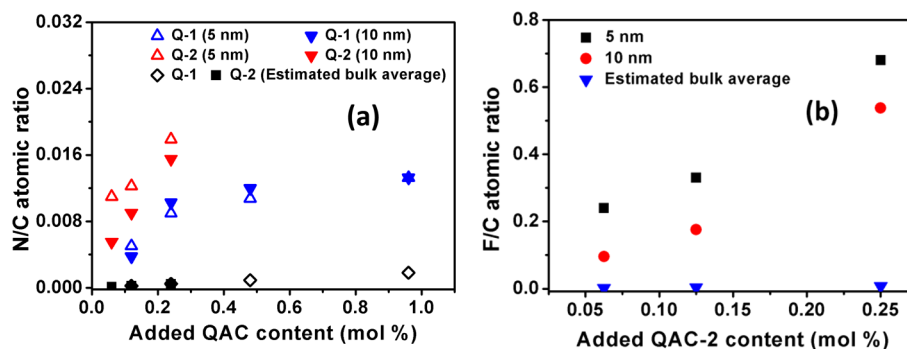 Q-1 (5 nm) Q-1 (10 nm)
Q-2 (5 nm) Q-2 (10 nm)
Q-1 Q-2 (Estimated bulk average)
(a)
N/C atomic ratio
0.032
0.024
0.016
0.008
0.000
0.0 0.2 0.4 0.6 0.8 1.0
Added QAC content (mol %)
5 nm
10 nm
Estimated bulk average
(b)
F/C atomic ratio
0.8
0.6
0.4
0.2
0.0
0.05 0.10 0.15 0.20 0.25
Added QAC-2 content (mol %)